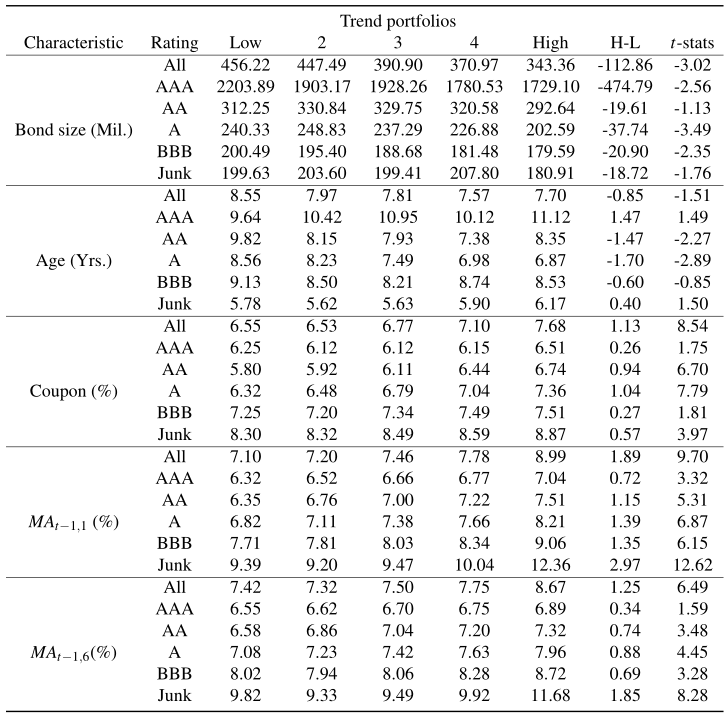 Trend portfolios
Characteristic Rating Low 2 3 4 High H-L t-stats
All 456.22 447.49 390.90 370.97 343.36 -112.86 -3.02
AAA 2203.89 1903.17 1928.26 1780.53 1729.10 -474.79 -2.56
AA 312.25 330.84 329.75 320.58 292.64 -19.61 -1.13
Bond size (Mil.) A 240.33 248.83 237.29 226.88 202.59 -37.74 -3.49
BBB 200.49 195.40 188.68 181.48 179.59 -20.90 -2.35
Junk 199.63 203.60 199.41 207.80 180.91 -18.72 -1.76
All 8.55 7.97 7.81 7.57 7.70 -0.85 -1.51
AAA 9.64 10.42 10.95 10.12 11.12 1.47 1.49
AA 9.82 8.15 7.93 7.38 8.35 -1.47 -2.27
Age (Yrs.) A 8.56 8.23 7.49 6.98 6.87 -1.70 -2.89
BBB 9.13 8.50 8.21 8.74 8.53 -0.60 -0.85
Junk 5.78 5.62 5.63 5.90 6.17 0.40 1.50
All 6.55 6.53 6.77 7.10 7.68 1.13 8.54
AAA 6.25 6.12 6.12 6.15 6.51 0.26 1.75
AA 5.80 5.92 6.11 6.44 6.74 0.94 6.70
Coupon (%) A 6.32 6.48 6.79 7.04 7.36 1.04 7.79
BBB 7.25 7.20 7.34 7.49 7.51 0.27 1.81
Junk 8.30 8.32 8.49 8.59 8.87 0.57 3.97
All 7.10 7.20 7.46 7.78 8.99 1.89 9.70
AAA 6.32 6.52 6.66 6.77 7.04 0.72 3.32
AA 6.35 6.76 7.00 7.22 7.51 1.15 5.31
MAt−1,1 (%) A 6.82 7.11 7.38 7.66 8.21 1.39 6.87
BBB 7.71 7.81 8.03 8.34 9.06 1.35 6.15
Junk 9.39 9.20 9.47 10.04 12.36 2.97 12.62
All 7.42 7.32 7.50 7.75 8.67 1.25 6.49
AAA 6.55 6.62 6.70 6.75 6.89 0.34 1.59
AA 6.58 6.86 7.04 7.20 7.32 0.74 3.48
MAt−1,6(%) A 7.08 7.23 7.42 7.63 7.96 0.88 4.45
BBB 8.02 7.94 8.06 8.28 8.72 0.69 3.28
Junk 9.82 9.33 9.49 9.92 11.68 1.85 8.28